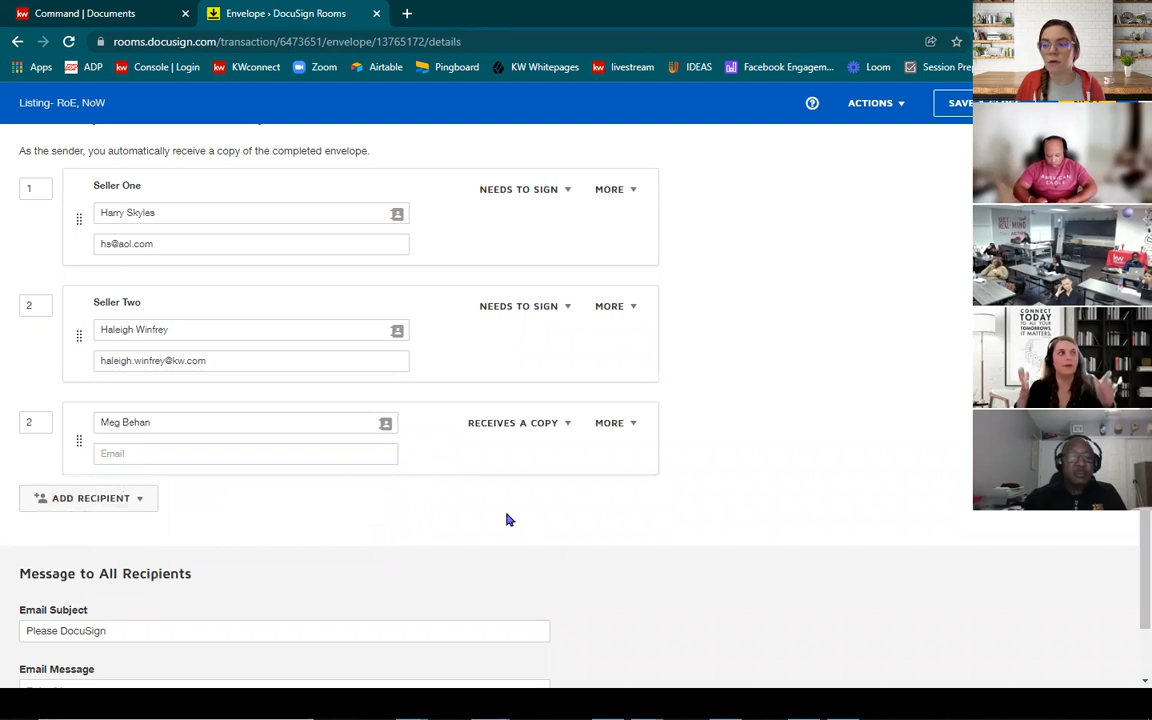 Command | Documents
Envelope › DocuSign Rooms
rooms.docusign.com/transaction/6473651/envelope/13765172/details
Apps ADP Console | Login KWconnect Zoom Airtable Pingboard KW Whitepages livestream IDEAS Facebook Engagem... Loom Session Pre
Listing- RoE, NoW
ACTIONS
As the sender, you automatically receive a copy of the completed envelope.
1
Seller One
NEEDS TO SIGN
MORE
Harry Skyles
hs@aol.com
2
Seller Two
NEEDS TO SIGN
MORE
Haleigh Winfrey
haleigh.winfrey@kw.com
2
Meg Behan
RECEIVES A COPY
MORE
Email
ADD RECIPIENT
Message to All Recipients
Email Subject
Please DocuSign
Email Message
CONNECT
TODAY
TO ALL YOUR
TOMORROWS
IT MATTERS.
kw